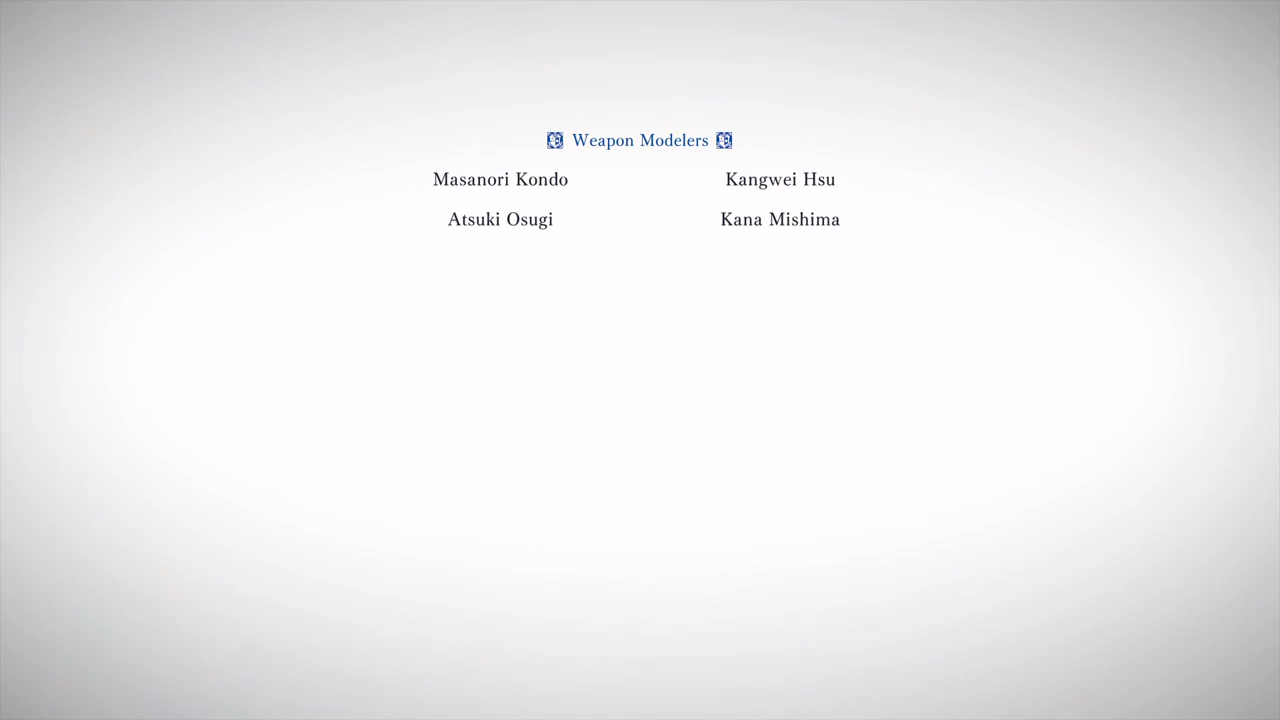 Weapon Modelers
Masanori Kondo Kangwei Hsu
Atsuki Osugi Kana Mishima